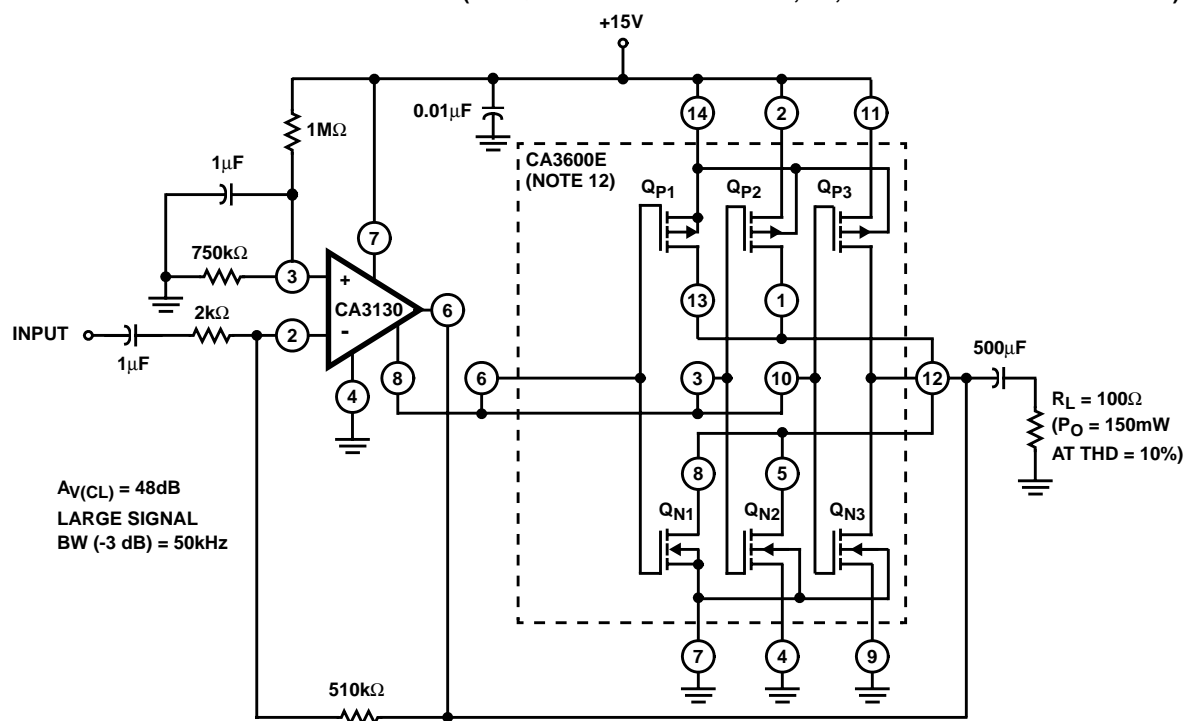 +15V
0.01µF
1MΩ
1µF
750kΩ
2kΩ
INPUT
1µF
3
2
7
+
-
CA3130
6
8
4
14
2
11
CA3600E
(NOTE 12)
QP1
QP2
QP3
13
1
6
3
10
12
500µF
RL = 100Ω
(PO = 150mW
AT THD = 10%)
8
5
QN1
QN2
QN3
7
4
9
AV(CL) = 48dB
LARGE SIGNAL
BW (-3 dB) = 50kHz
510kΩ